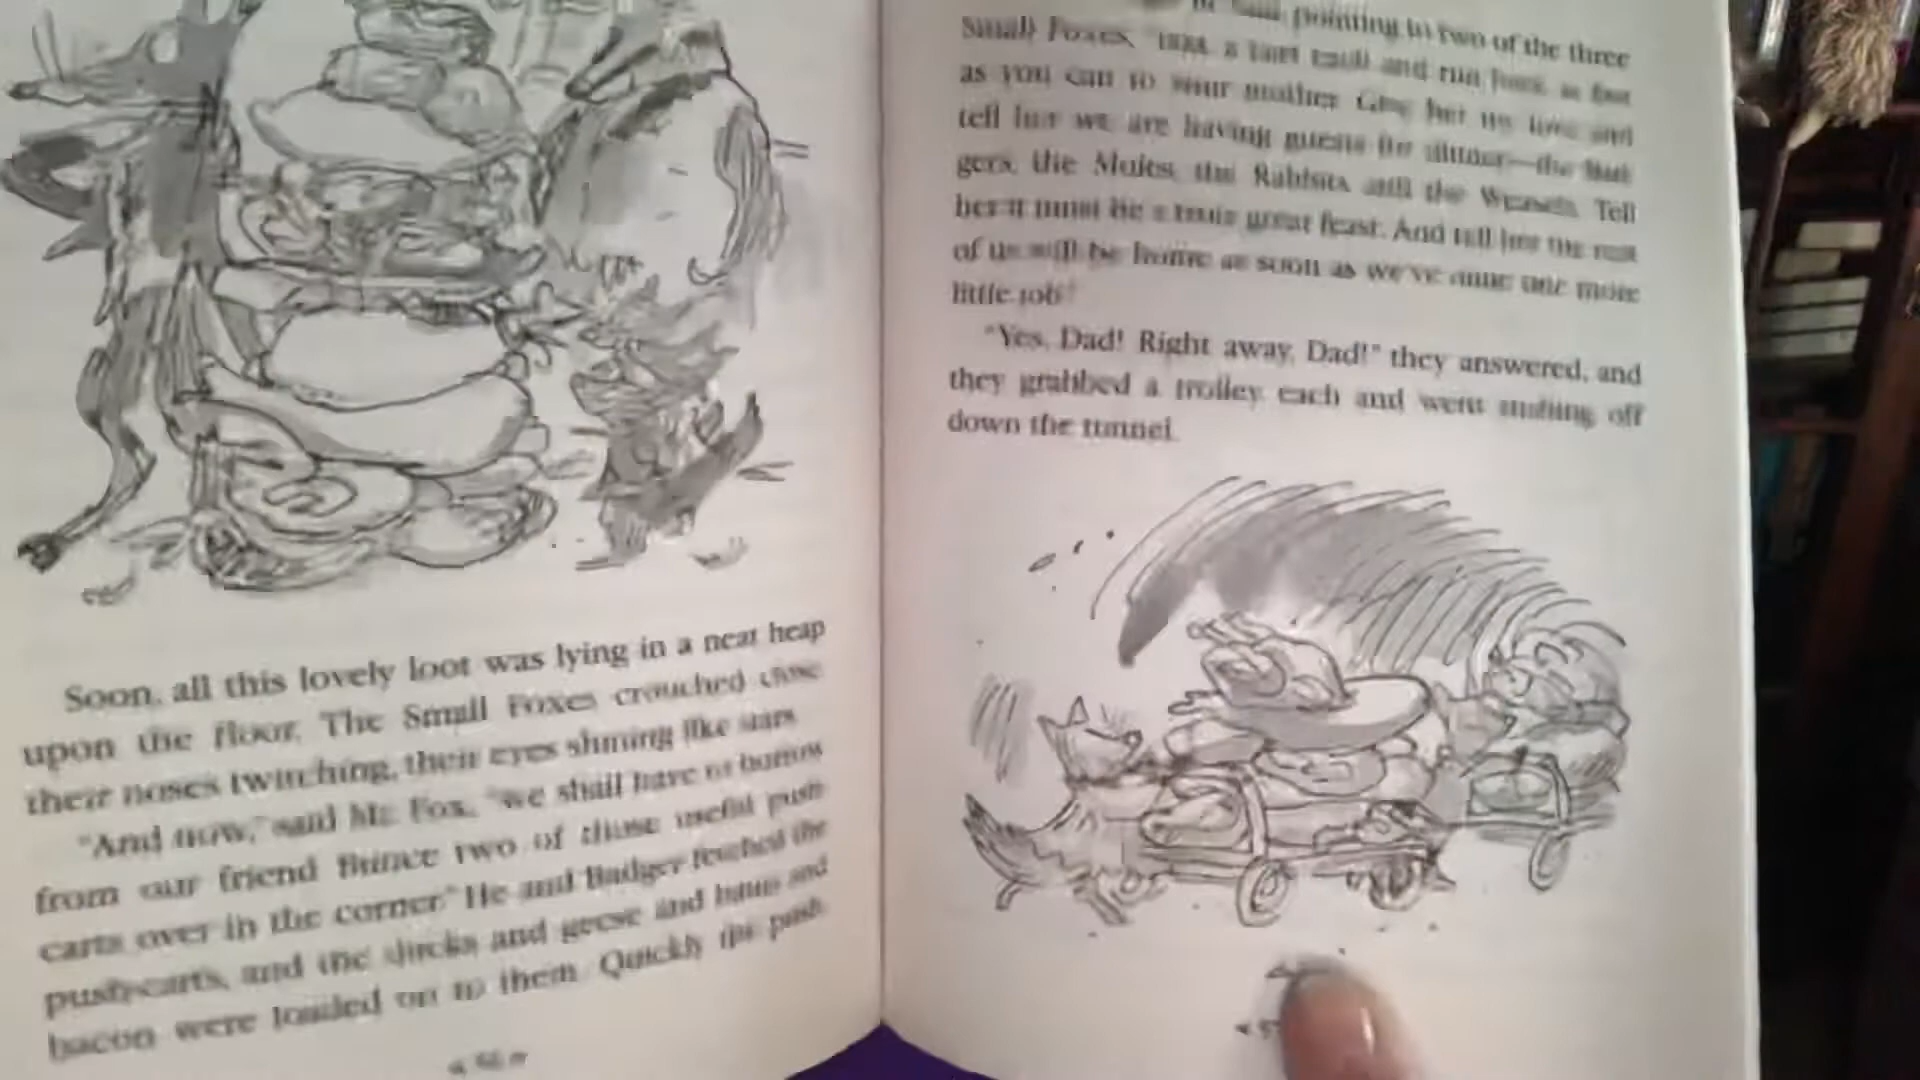 Soon, all this lovely loot was lying in a neat heap
upon the floor. The Small Foxes crouched close
their noses twitching, their eyes shining like stars.
"And now," said Mr. Fox, "we shall have to borrow
from our friend Bunce two of those useful push
carts over in the corner." He and Badger fetched the
pushcarts, and the ducks and geese and hams and
bacon were loaded on to them. Quickly the push
pointing to two of the three
Small Foxes, and run back as fast
as you can to your mother. Give her my love and
tell her we are having guests for dinner—the Bad
gers, the Moles, the Rabbits and the Weasels. Tell
her it must be a truly great feast. And tell her the rest
of us will be home as soon as we've done one more
little job."
"Yes, Dad! Right away, Dad!" they answered, and
they grabbed a trolley each and went rushing off
down the tunnel.